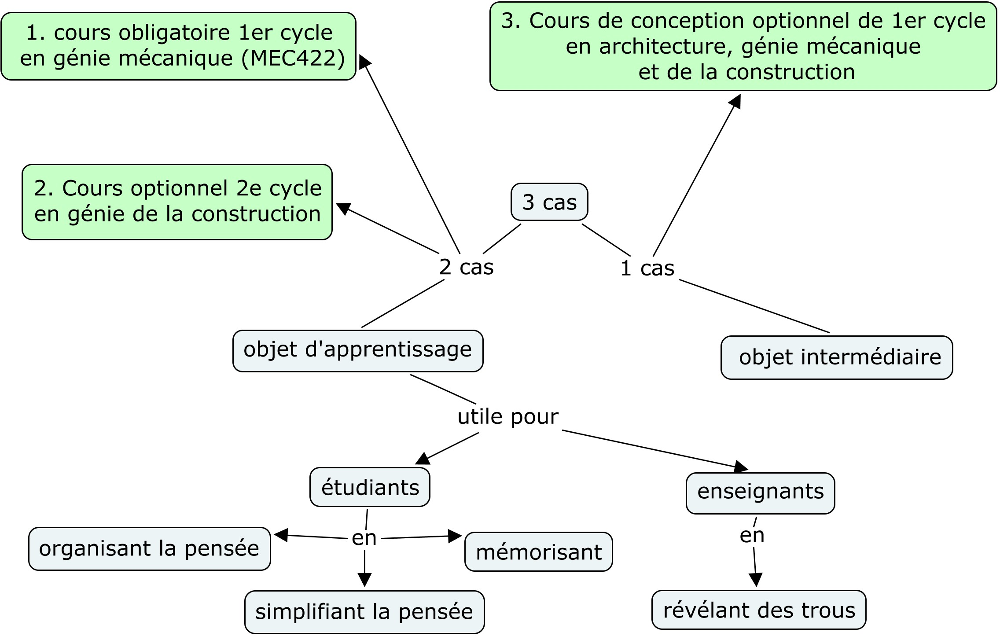 1. cours obligatoire 1er cycle
en génie mécanique (MEC422)
3. Cours de conception optionnel de 1er cycle
en architecture, génie mécanique
et de la construction
2. Cours optionnel 2e cycle
en génie de la construction
3 cas
2 cas
1 cas
objet d'apprentissage
objet intermédiaire
utile pour
étudiants
enseignants
en
en
organisant la pensée
mémorisant
simplifiant la pensée
révélant des trous